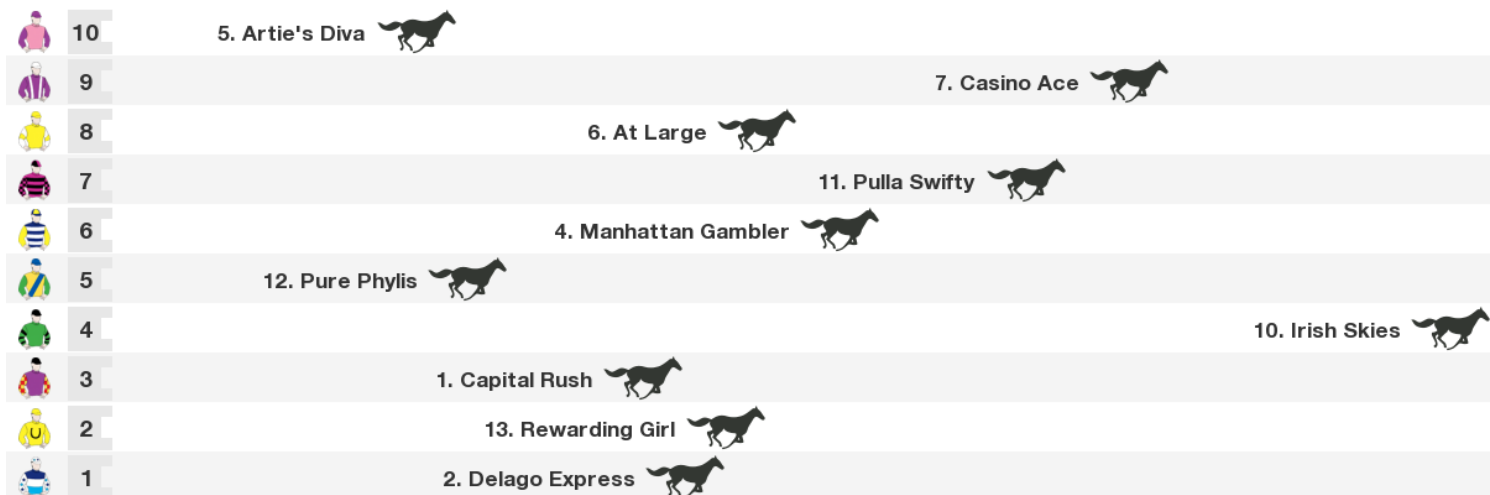 10 5. Artie's Diva
9 7. Casino Ace
8 6. At Large
7 11. Pulla Swifty
6 4. Manhattan Gambler
5 12. Pure Phylis
4 10. Irish Skies
3 1. Capital Rush
2 13. Rewarding Girl
1 2. Delago Express